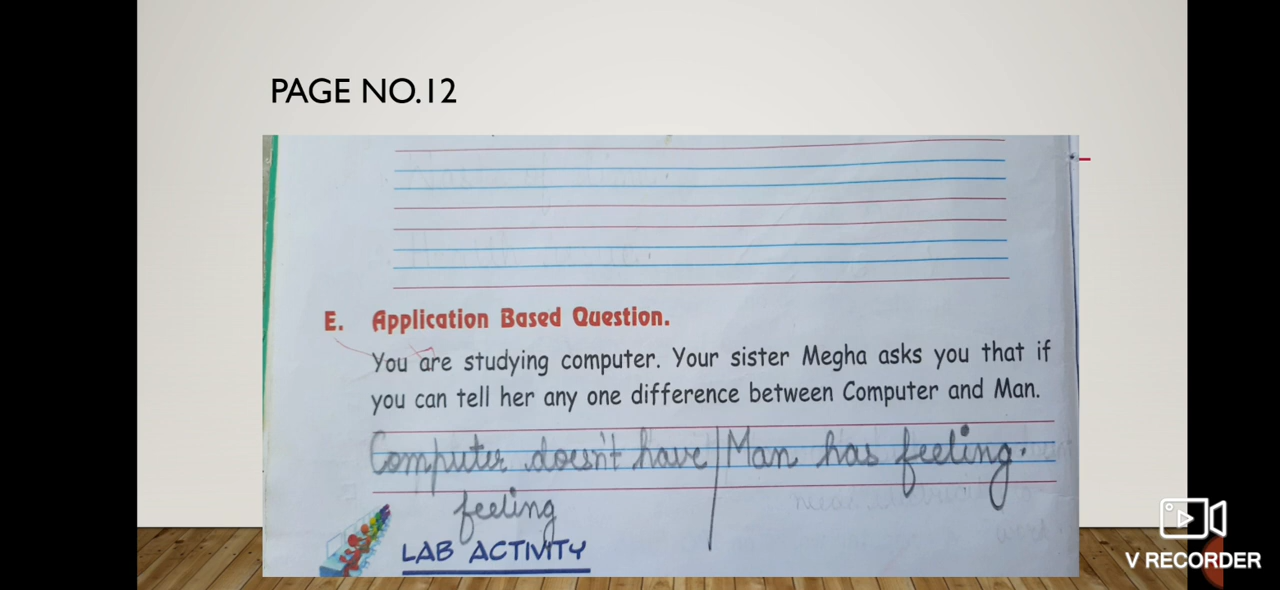 PAGE NO.12
E. Application Based Question.
You are studying computer. Your sister Megha asks you that if
you can tell her any one difference between Computer and Man.
Computer doesn't have | Man has feeling.
feeling
LAB ACTIVITY
V RECORDER